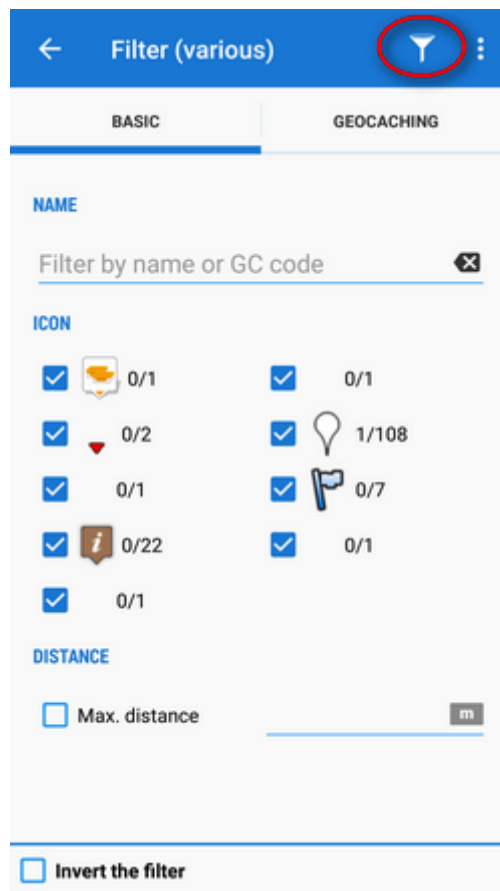 Filter (various)
BASIC
GEOCACHING
NAME
Filter by name or GC code
ICON
0/1
0/1
0/2
1/108
0/1
0/7
i
0/22
0/1
0/1
DISTANCE
Max. distance
m
Invert the filter